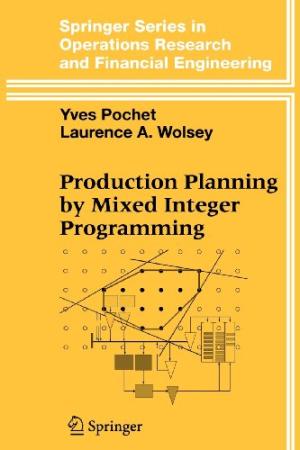 Springer Series in
Operations Research
and Financial Engineering
Yves Pochet
Laurence A. Wolsey
Production Planning
by Mixed Integer
Programming
Springer